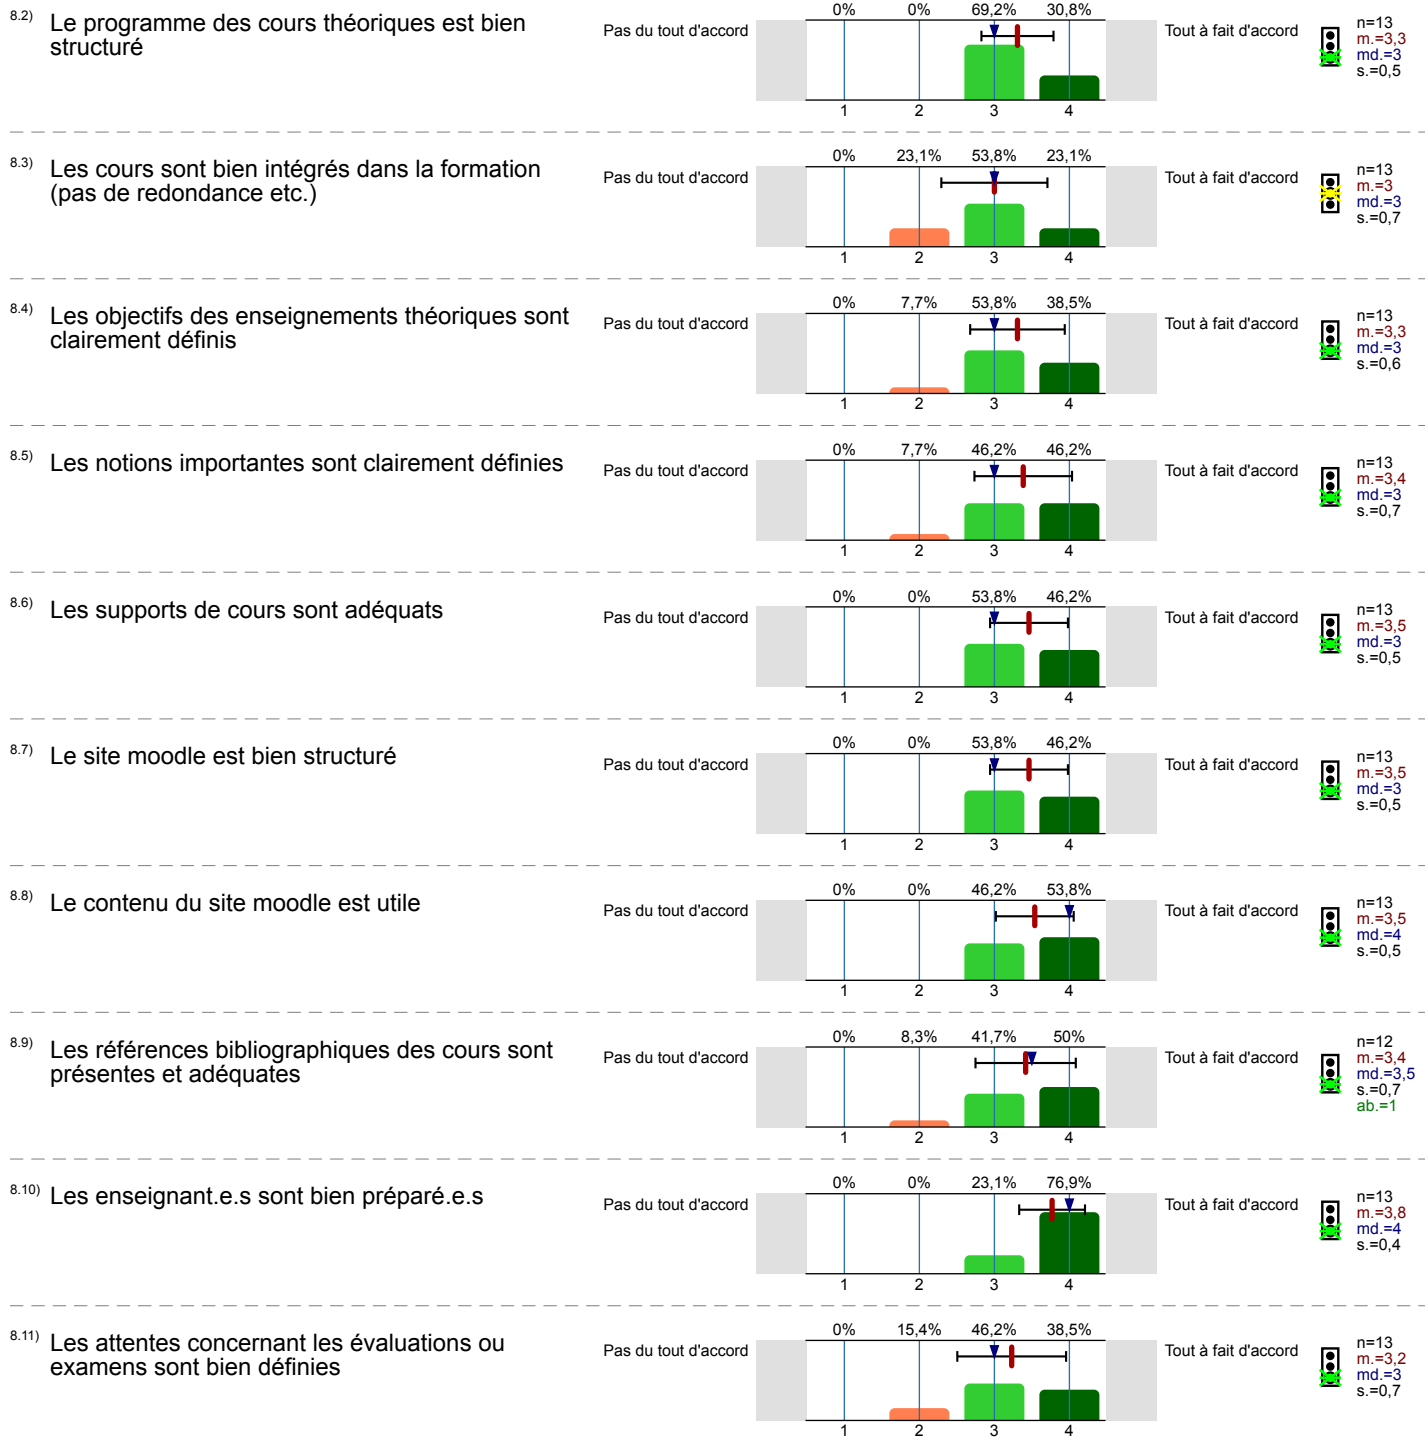 8.2) Le programme des cours théoriques est bien
structuré
Pas du tout d'accord
0% 0% 69,2% 30,8%
1 2 3 4
Tout à fait d'accord
n=13
m.=3,3
md.=3
s.=0,5
8.3) Les cours sont bien intégrés dans la formation
(pas de redondance etc.)
Pas du tout d'accord
0% 23,1% 53,8% 23,1%
1 2 3 4
Tout à fait d'accord
n=13
m.=3
md.=3
s.=0,7
8.4) Les objectifs des enseignements théoriques sont
clairement définis
Pas du tout d'accord
0% 7,7% 53,8% 38,5%
1 2 3 4
Tout à fait d'accord
n=13
m.=3,3
md.=3
s.=0,6
8.5) Les notions importantes sont clairement définies
Pas du tout d'accord
0% 7,7% 46,2% 46,2%
1 2 3 4
Tout à fait d'accord
n=13
m.=3,4
md.=3
s.=0,7
8.6) Les supports de cours sont adéquats
Pas du tout d'accord
0% 0% 53,8% 46,2%
1 2 3 4
Tout à fait d'accord
n=13
m.=3,5
md.=3
s.=0,5
8.7) Le site moodle est bien structuré
Pas du tout d'accord
0% 0% 53,8% 46,2%
1 2 3 4
Tout à fait d'accord
n=13
m.=3,5
md.=3
s.=0,5
8.8) Le contenu du site moodle est utile
Pas du tout d'accord
0% 0% 46,2% 53,8%
1 2 3 4
Tout à fait d'accord
n=13
m.=3,5
md.=4
s.=0,5
8.9) Les références bibliographiques des cours sont
présentes et adéquates
Pas du tout d'accord
0% 8,3% 41,7% 50%
1 2 3 4
Tout à fait d'accord
n=12
m.=3,4
md.=3,5
s.=0,7
ab.=1
8.10) Les enseignant.e.s sont bien préparé.e.s
Pas du tout d'accord
0% 0% 23,1% 76,9%
1 2 3 4
Tout à fait d'accord
n=13
m.=3,8
md.=4
s.=0,4
8.11) Les attentes concernant les évaluations ou
examens sont bien définies
Pas du tout d'accord
0% 15,4% 46,2% 38,5%
1 2 3 4
Tout à fait d'accord
n=13
m.=3,2
md.=3
s.=0,7